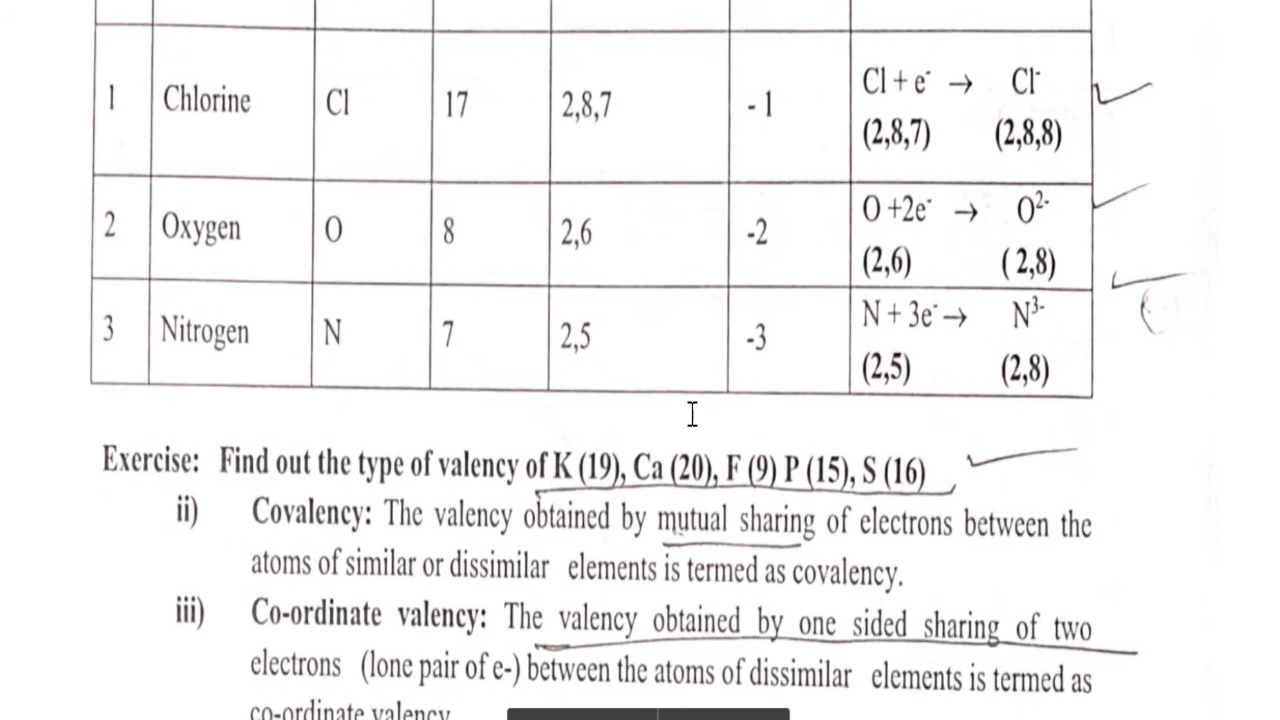 1 Chlorine Cl 17 2,8,7 - 1 Cl + e⁻ → Cl⁻
(2,8,7) (2,8,8)
2 Oxygen O 8 2,6 -2 O +2e⁻ → O²⁻
(2,6) ( 2,8)
3 Nitrogen N 7 2,5 -3 N + 3e⁻ → N³⁻
(2,5) (2,8)
Exercise: Find out the type of valency of K (19), Ca (20), F (9) P (15), S (16)
ii) Covalency: The valency obtained by mutual sharing of electrons between the
atoms of similar or dissimilar elements is termed as covalency.
iii) Co-ordinate valency: The valency obtained by one sided sharing of two
electrons (lone pair of e-) between the atoms of dissimilar elements is termed as
co-ordinate valency